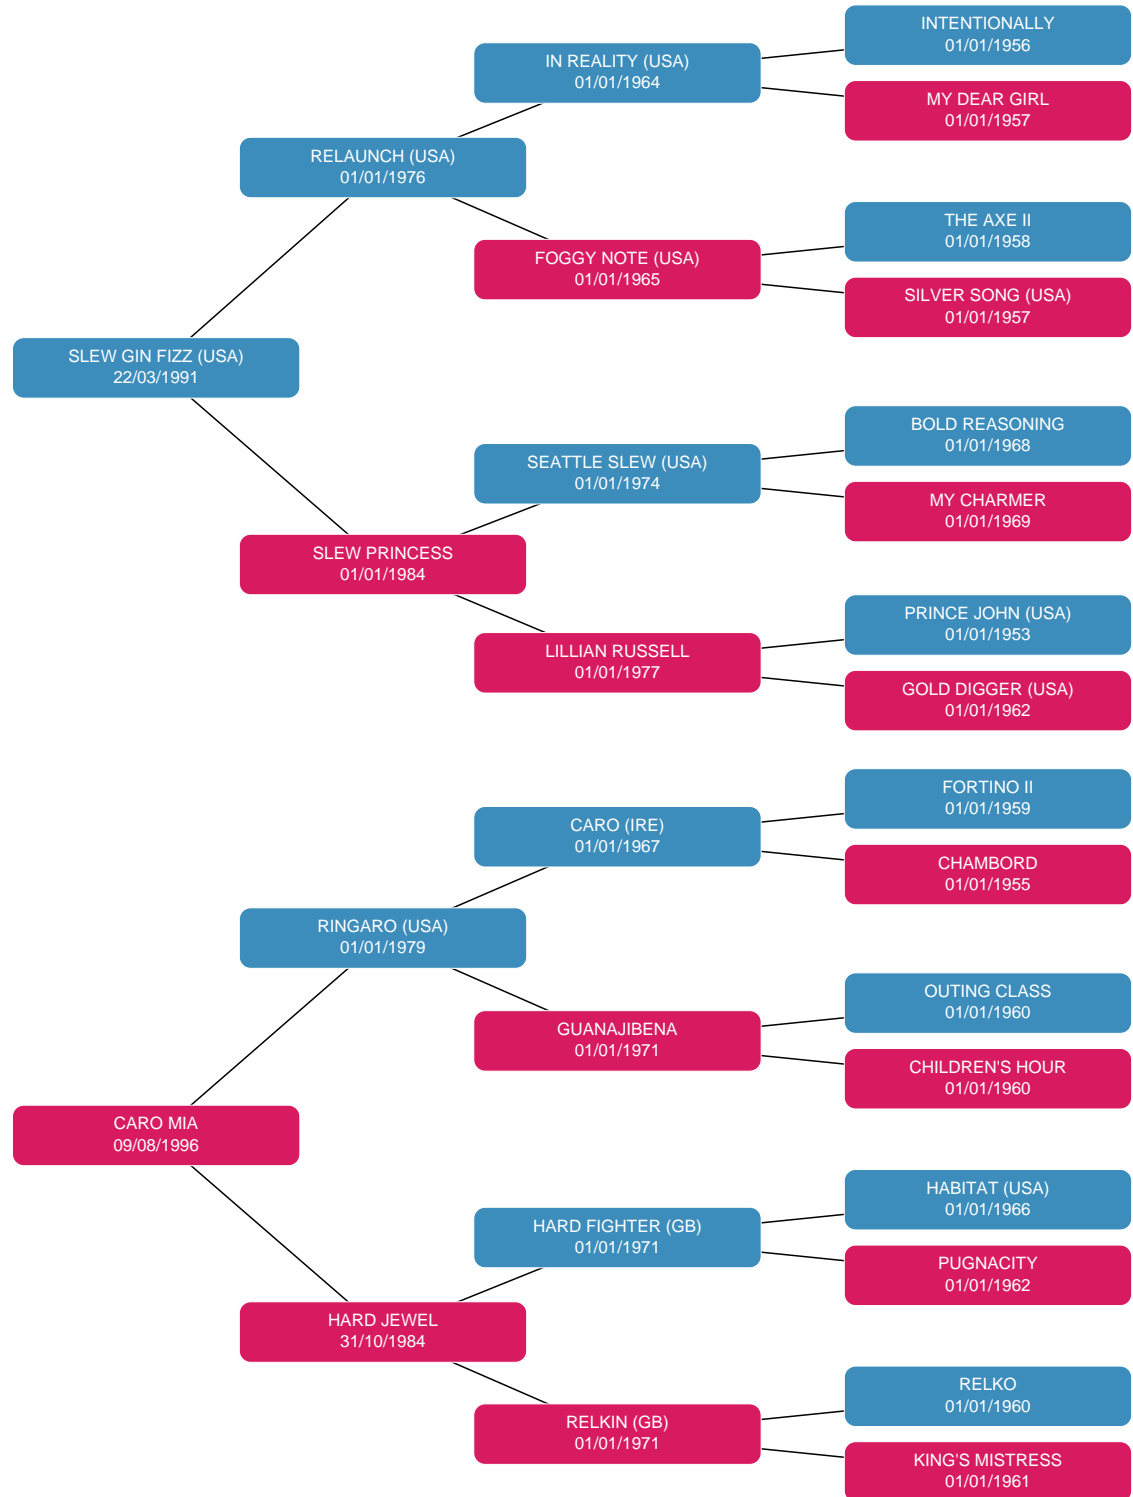 INTENTIONALLY
01/01/1956
IN REALITY (USA)
01/01/1964
MY DEAR GIRL
01/01/1957
RELAUNCH (USA)
01/01/1976
THE AXE II
01/01/1958
FOGGY NOTE (USA)
01/01/1965
SILVER SONG (USA)
01/01/1957
SLEW GIN FIZZ (USA)
22/03/1991
BOLD REASONING
01/01/1968
SEATTLE SLEW (USA)
01/01/1974
MY CHARMER
01/01/1969
SLEW PRINCESS
01/01/1984
PRINCE JOHN (USA)
01/01/1953
LILLIAN RUSSELL
01/01/1977
GOLD DIGGER (USA)
01/01/1962
FORTINO II
01/01/1959
CARO (IRE)
01/01/1967
CHAMBORD
01/01/1955
RINGARO (USA)
01/01/1979
OUTING CLASS
01/01/1960
GUANAJIBENA
01/01/1971
CHILDREN'S HOUR
01/01/1960
CARO MIA
09/08/1996
HABITAT (USA)
01/01/1966
HARD FIGHTER (GB)
01/01/1971
PUGNACITY
01/01/1962
HARD JEWEL
31/10/1984
RELKO
01/01/1960
RELKIN (GB)
01/01/1971
KING'S MISTRESS
01/01/1961